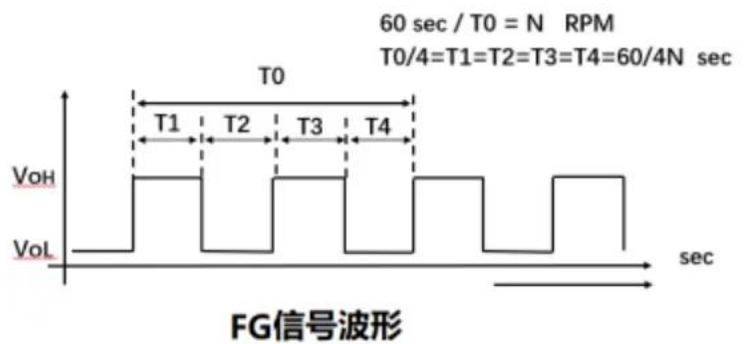 60 sec / T0 = N RPM
T0/4=T1=T2=T3=T4=60/4N sec
T0
T1 T2 T3 T4
VOH
VOL
sec
FG信号波形